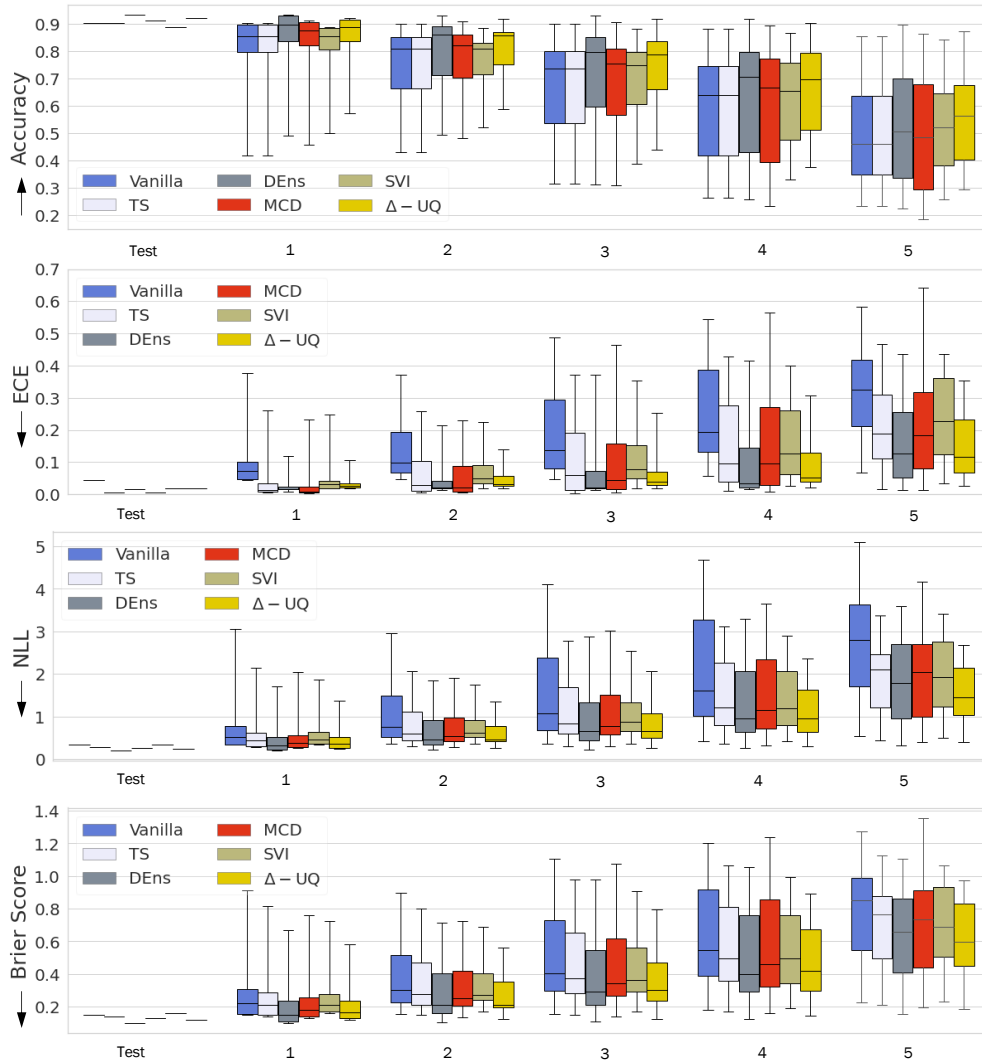 0.9
0.8
0.7
0.6
0.5
0.4
0.3
0.2
Accuracy
Vanilla DEns SVI
TS MCD Δ − UQ
Test 1 2 3 4 5
0.7
0.6
0.5
0.4
0.3
0.2
0.1
0.0
ECE
Vanilla MCD
TS SVI
DEns Δ − UQ
Test 1 2 3 4 5
5
4
3
2
1
0
NLL
Vanilla MCD
TS SVI
DEns Δ − UQ
Test 1 2 3 4 5
1.4
1.2
1.0
0.8
0.6
0.4
0.2
Brier Score
Vanilla MCD
TS SVI
DEns Δ − UQ
Test 1 2 3 4 5